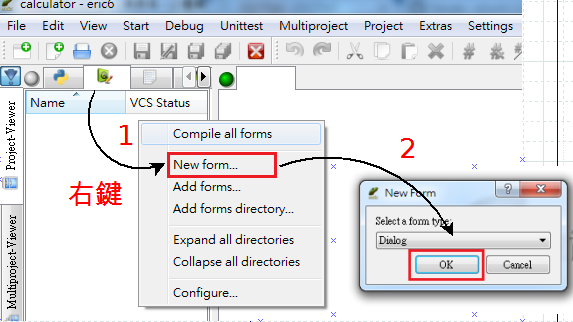 calculator - eric6
Edit View Start Debug Unittest Multiproject Project Extras Settings
Name VCS Status
Project-Viewer
Multiproject-Viewer
1
右鍵
Compile all forms
New form...
Add forms...
Add forms directory...
Expand all directories
Collapse all directories
Configure...
2
New Form
Select a form type:
Dialog
OK Cancel